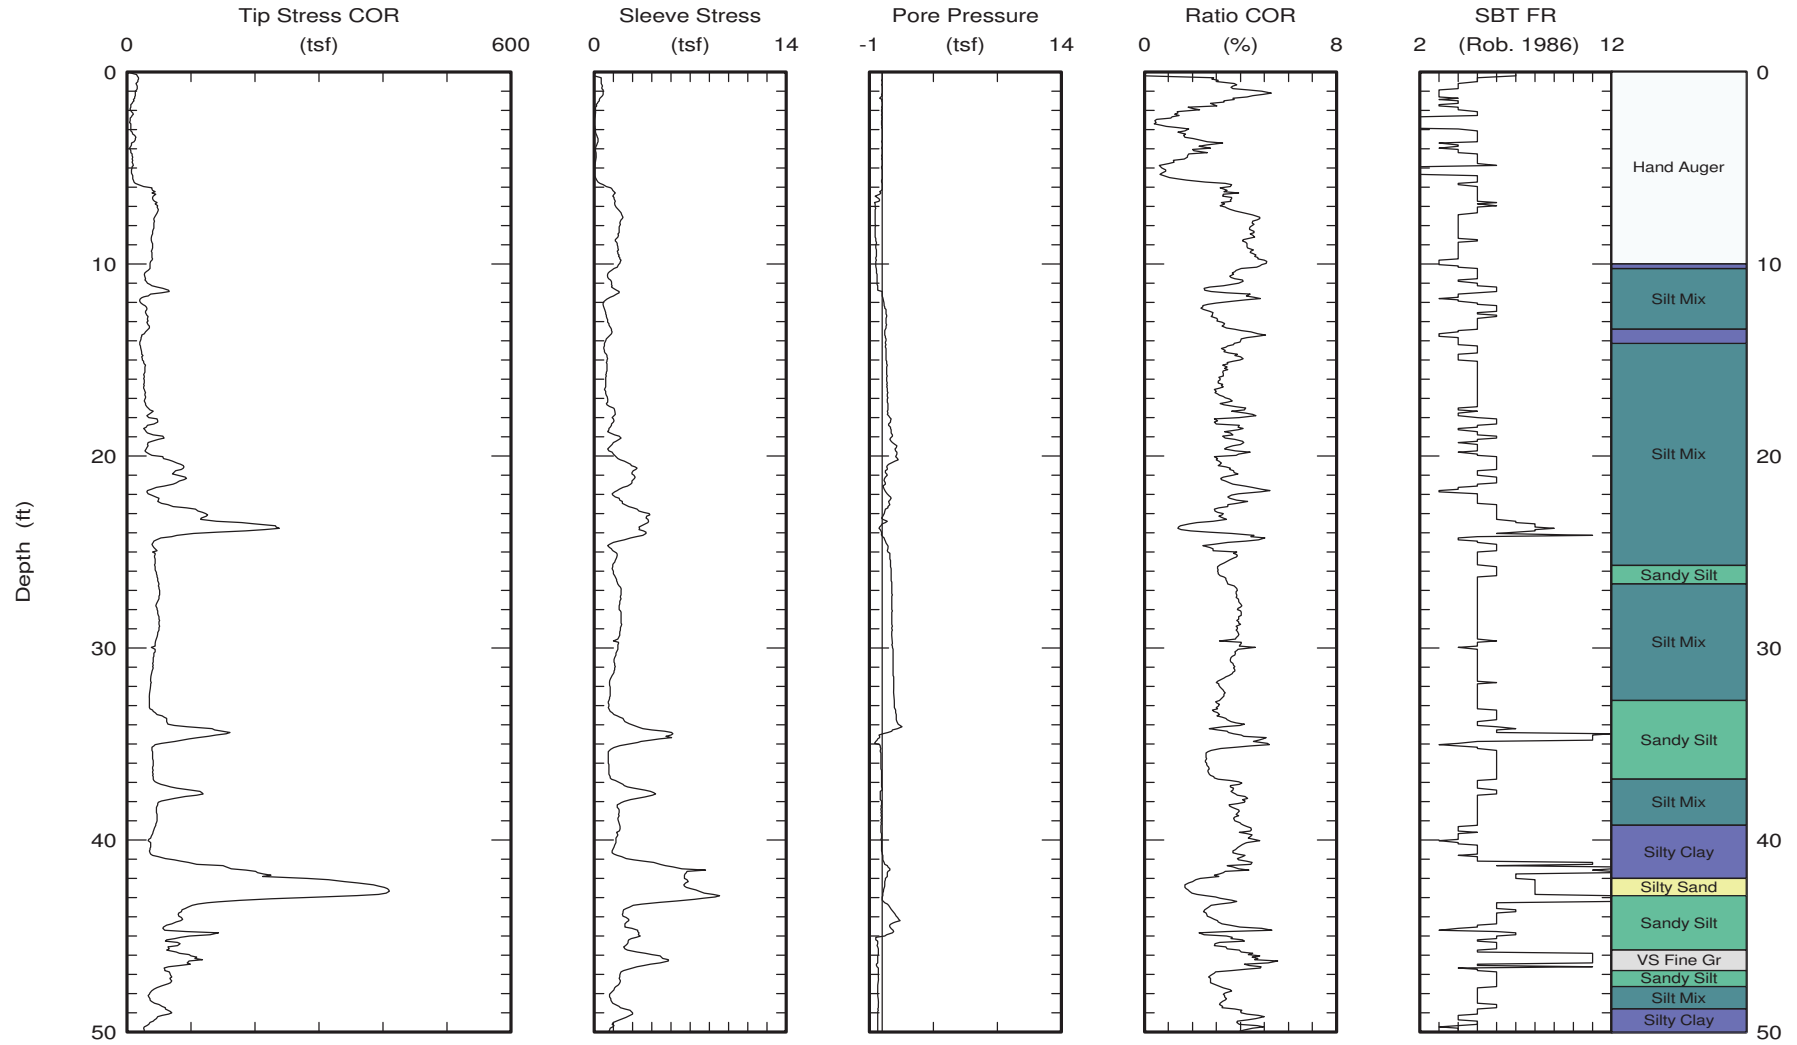 Tip Stress COR Sleeve Stress Pore Pressure Ratio COR SBT FR
0 (tsf) 600 0 (tsf) 14 -1 (tsf) 14 0 (%) 8 2 (Rob. 1986) 12
0 0
Hand Auger
10 10
Silt Mix
20 Silt Mix 20
Depth (ft)
Sandy Silt
30 Silt Mix 30
Sandy Silt
Silt Mix
40 40
Silty Clay
Silty Sand
Sandy Silt
VS Fine Gr
Sandy Silt
Silt Mix
Silty Clay
50 50